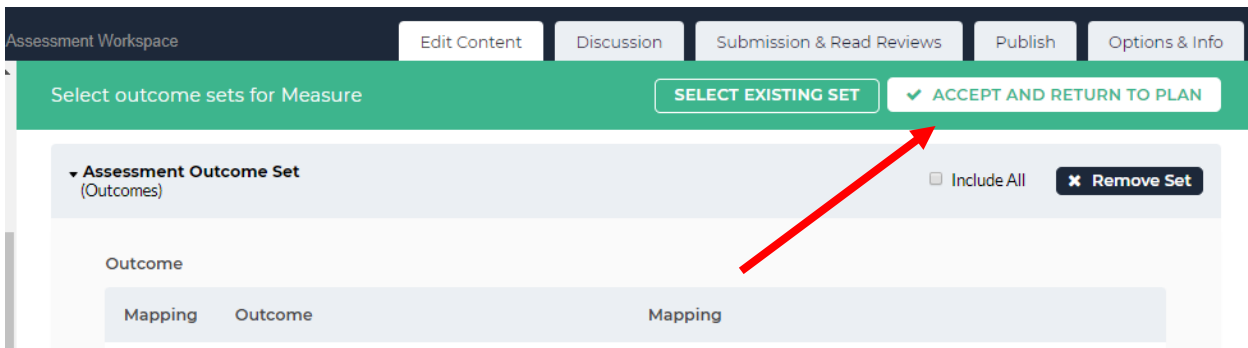 Assessment Workspace Edit Content Discussion Submission & Read Reviews Publish Options & Info
Select outcome sets for Measure SELECT EXISTING SET ✔ ACCEPT AND RETURN TO PLAN
Assessment Outcome Set Include All ✖ Remove Set
(Outcomes)
Outcome
Mapping Outcome Mapping